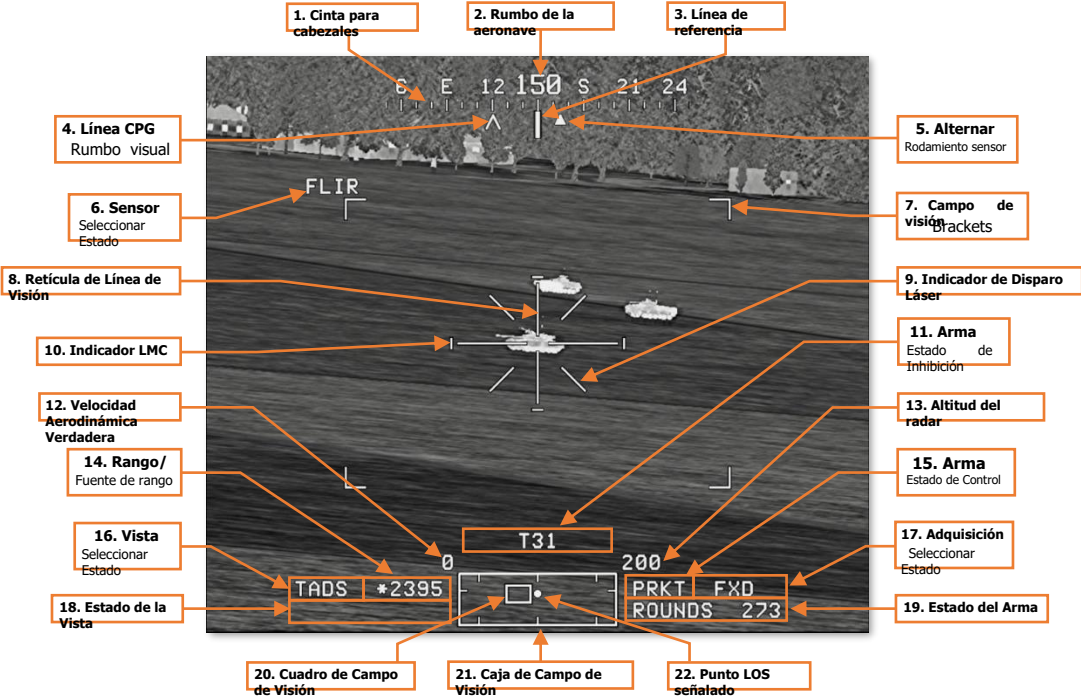 1. Cinta para
cabezales
2. Rumbo de la
aeronave
3. Línea de
referencia
6 E 12 150 S 21 24
4. Línea CPG
Rumbo visual
5. Alternar
Rodamiento sensor
FLIR
6. Sensor
Seleccionar
Estado
7. Campo de
visión
Brackets
8. Retícula de Línea de
Visión
9. Indicador de Disparo
Láser
10. Indicador LMC
11. Arma
Estado de
Inhibición
12. Velocidad
Aerodinámica
Verdadera
13. Altitud del
radar
14. Rango/
Fuente de rango
15. Arma
Estado de Control
16. Vista
Seleccionar
Estado
17. Adquisición
Seleccionar
Estado
T31
0 200
TADS *2395 PRKT FXD
ROUNDS 273
18. Estado de la
Vista
19. Estado del Arma
20. Cuadro de Campo
de Visión
21. Caja de Campo de
Visión
22. Punto LOS
señalado